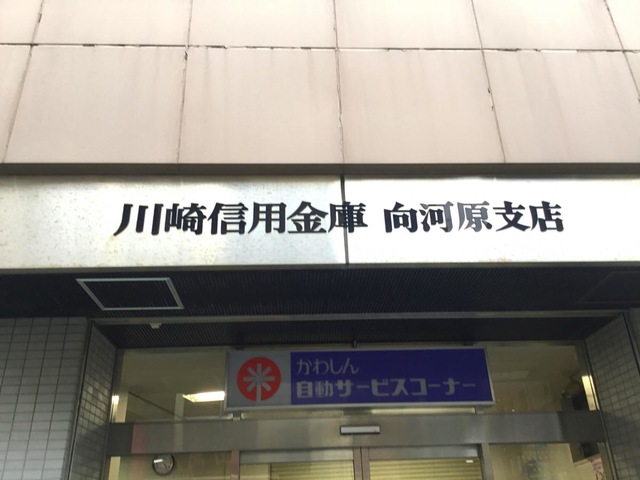 川崎信用金庫 向河原支店
かわしん
自動サービスコーナー